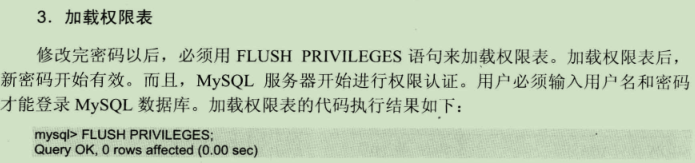 3．加载权限表
修改完密码以后，必须用 FLUSH PRIVILEGES 语句来加载权限表。加载权限表后，
新密码开始有效。而且，MySQL 服务器开始进行权限认证。用户必须输入用户名和密码
才能登录 MySQL 数据库。加载权限表的代码执行结果如下：
mysql> FLUSH PRIVILEGES;
Query OK, 0 rows affected (0.00 sec)